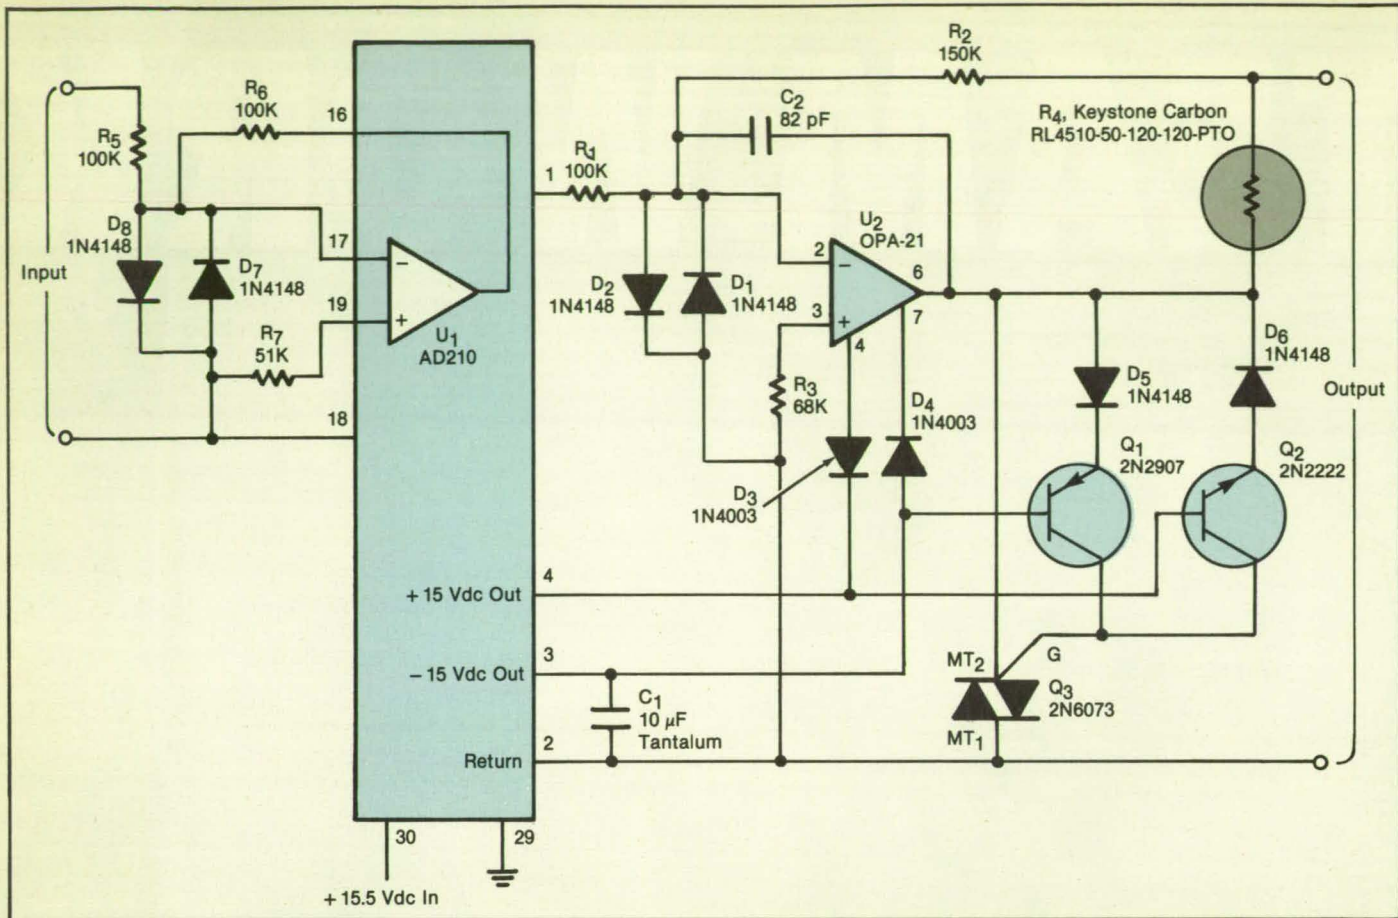 R2
150K
R6
100K
16
C2
82 pF
R4, Keystone Carbon
RL4510-50-120-120-PTO
R5
100K
R1
100K
1
D8
1N4148
17
U2
OPA-21
2
−
6
Input
D7
1N4148
−
19
+
U1
AD210
D2
1N4148
D1
1N4148
3
+
4
7
D6
1N4148
R7
51K
R3
68K
D4
1N4003
D5
1N4148
Output
18
Q1
2N2907
Q2
2N2222
D3
1N4003
4
+ 15 Vdc Out
G
MT2
3
− 15 Vdc Out
Q3
2N6073
C1
10 µF
Tantalum
MT1
2
Return
30
29
+ 15.5 Vdc In